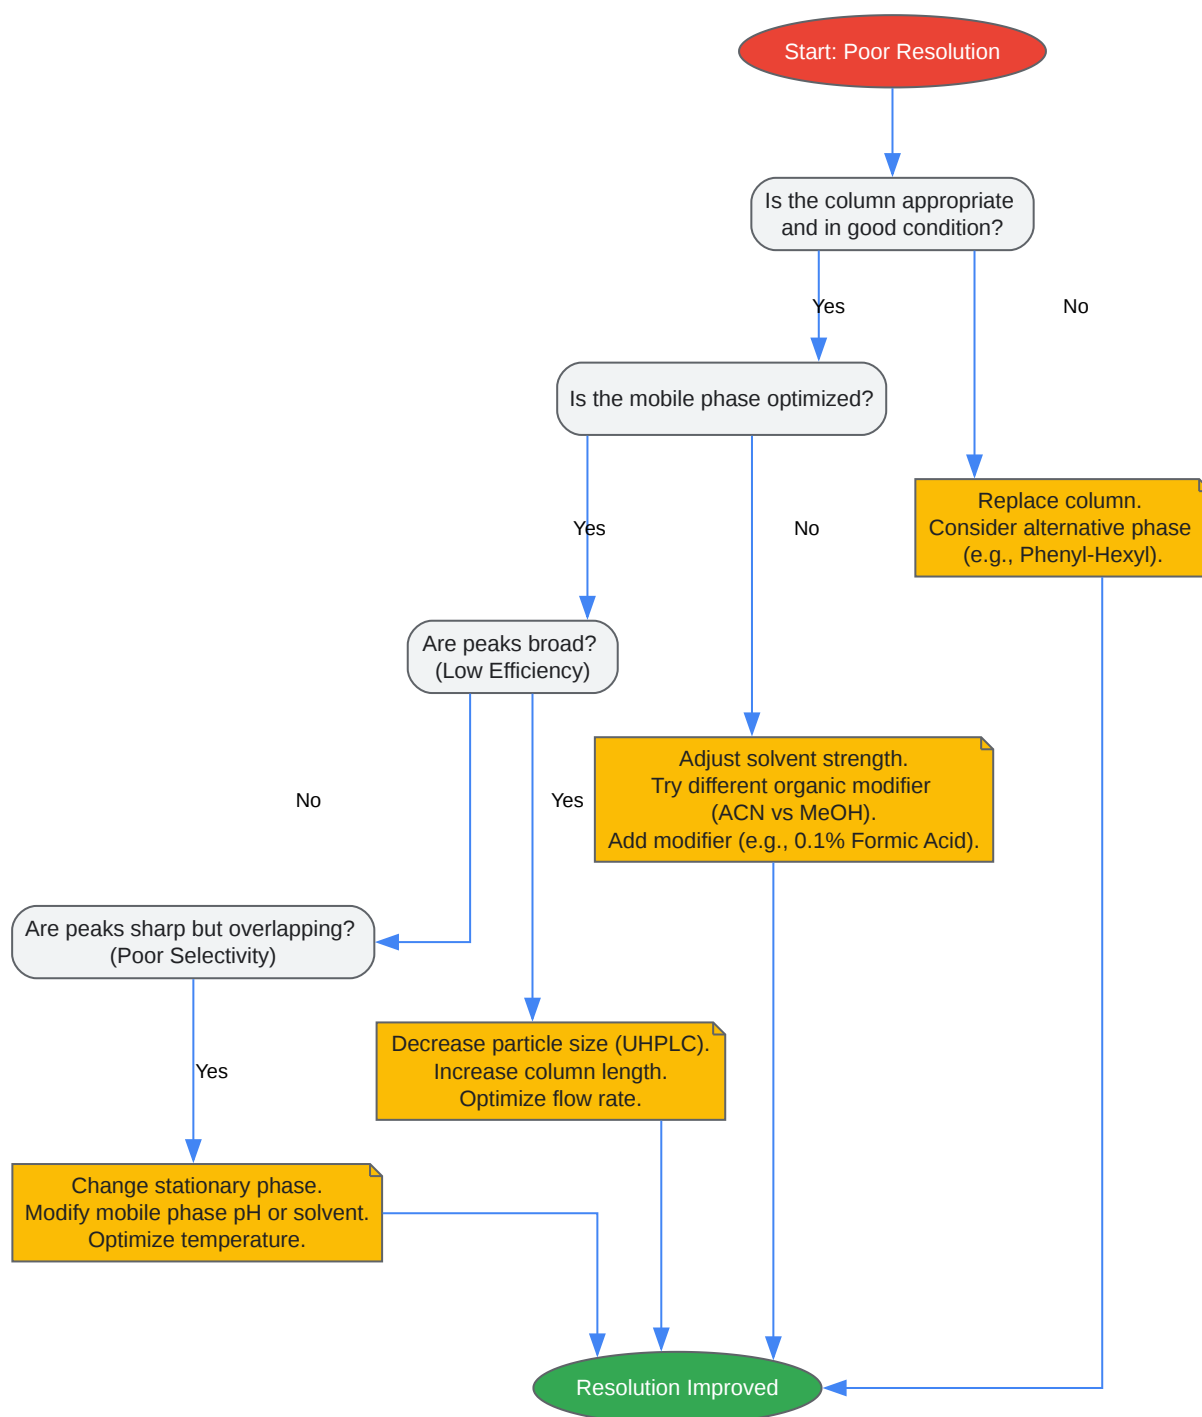 Start: Poor Resolution
Is the column appropriate
and in good condition?
Yes
No
Is the mobile phase optimized?
Replace column.
Consider alternative phase
(e.g., Phenyl-Hexyl).
Yes
No
Are peaks broad?
(Low Efficiency)
Adjust solvent strength.
Try different organic modifier
(ACN vs MeOH).
Add modifier (e.g., 0.1% Formic Acid).
No
Yes
Are peaks sharp but overlapping?
(Poor Selectivity)
Decrease particle size (UHPLC).
Increase column length.
Optimize flow rate.
Yes
Change stationary phase.
Modify mobile phase pH or solvent.
Optimize temperature.
Resolution Improved